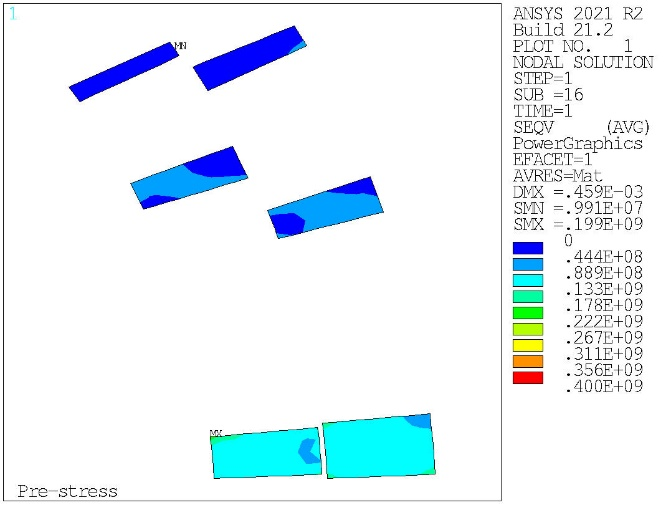 1
ANSYS 2021 R2
Build 21.2
PLOT NO. 1
NODAL SOLUTION
STEP=1
SUB =16
TIME=1
SEQV (AVG)
PowerGraphics
EFACET=1
AVRES=Mat
DMX =.459E-03
SMN =.991E+07
SMX =.199E+09
0
.444E+08
.889E+08
.133E+09
.178E+09
.222E+09
.267E+09
.311E+09
.356E+09
.400E+09
MN
MX
Pre-stress